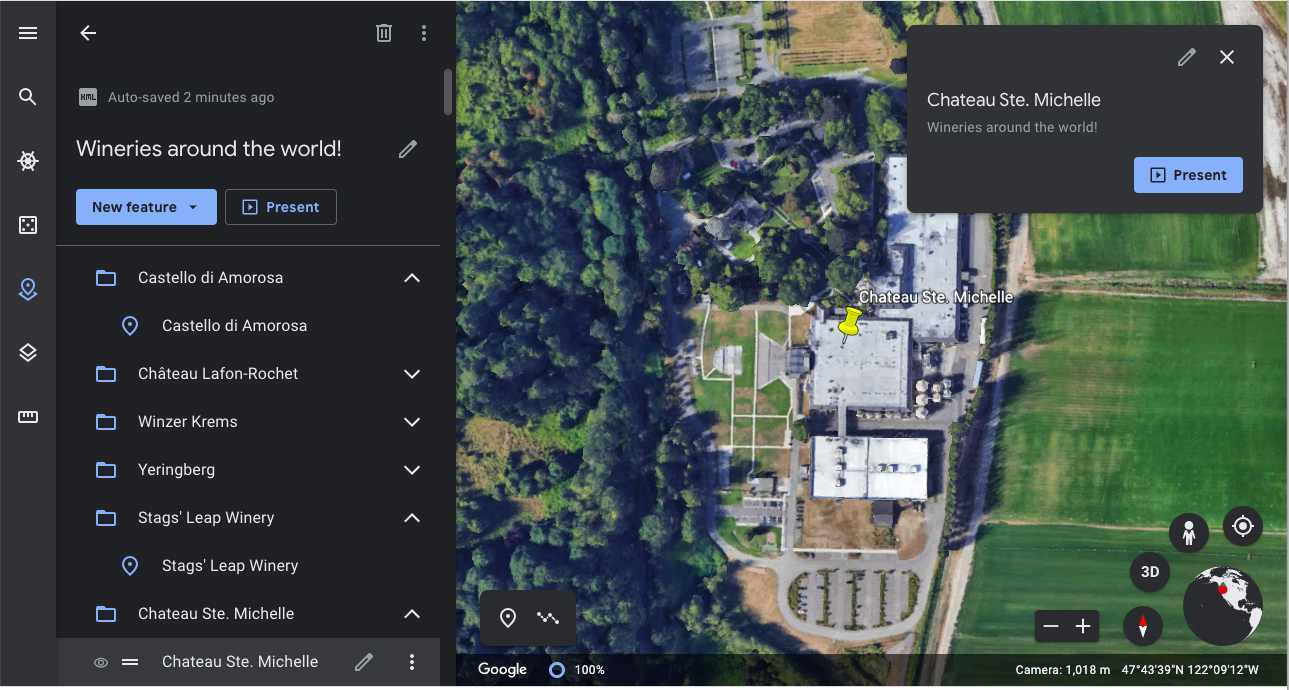 KML Auto-saved 2 minutes ago
Wineries around the world!
New feature
Present
Castello di Amorosa
Castello di Amorosa
Château Lafon-Rochet
Winzer Krems
Yeringberg
Stags' Leap Winery
Stags' Leap Winery
Chateau Ste. Michelle
Chateau Ste. Michelle
Chateau Ste. Michelle
Wineries around the world!
Present
Chateau Ste. Michelle
3D
Google
100%
Camera: 1,018 m 47°43'39"N 122°09'12"W